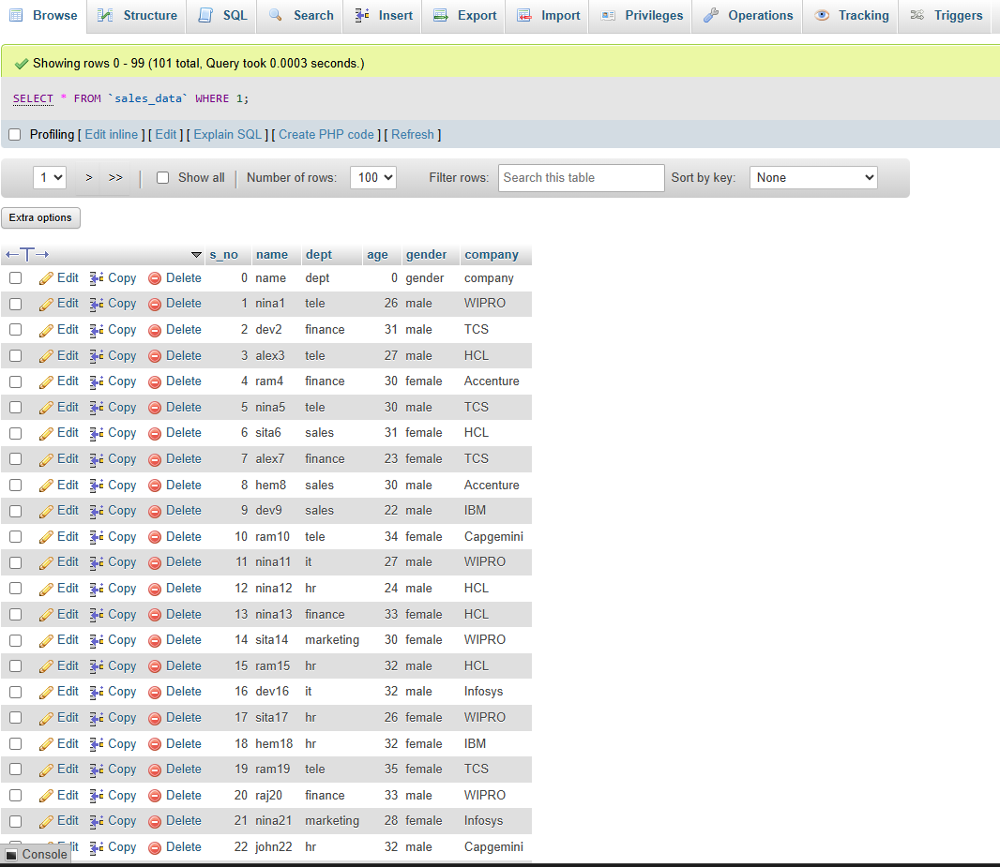 Browse Structure SQL Search Insert Export Import Privileges Operations Tracking Triggers
Showing rows 0 - 99 (101 total, Query took 0.0003 seconds.)
SELECT * FROM `sales_data` WHERE 1;
Profiling [ Edit inline ] [ Edit ] [ Explain SQL ] [ Create PHP code ] [ Refresh ]
1 > >> | Show all | Number of rows: 100 Filter rows: Search this table Sort by key: None
Extra options
s_no name dept age gender company
Edit Copy Delete 0 name dept 0 gender company
Edit Copy Delete 1 nina1 tele 26 male WIPRO
Edit Copy Delete 2 dev2 finance 31 male TCS
Edit Copy Delete 3 alex3 tele 27 male HCL
Edit Copy Delete 4 ram4 finance 30 female Accenture
Edit Copy Delete 5 nina5 tele 30 male TCS
Edit Copy Delete 6 sita6 sales 31 female HCL
Edit Copy Delete 7 alex7 finance 23 female TCS
Edit Copy Delete 8 hem8 sales 30 male Accenture
Edit Copy Delete 9 dev9 sales 22 male IBM
Edit Copy Delete 10 ram10 tele 34 female Capgemini
Edit Copy Delete 11 nina11 it 27 male WIPRO
Edit Copy Delete 12 nina12 hr 24 male HCL
Edit Copy Delete 13 nina13 finance 33 female HCL
Edit Copy Delete 14 sita14 marketing 30 female WIPRO
Edit Copy Delete 15 ram15 hr 32 male HCL
Edit Copy Delete 16 dev16 it 32 male Infosys
Edit Copy Delete 17 sita17 hr 26 female WIPRO
Edit Copy Delete 18 hem18 hr 32 female IBM
Edit Copy Delete 19 ram19 tele 35 female TCS
Edit Copy Delete 20 raj20 finance 33 male WIPRO
Edit Copy Delete 21 nina21 marketing 28 female Infosys
Edit Copy Delete 22 john22 hr 32 male Capgemini
Console